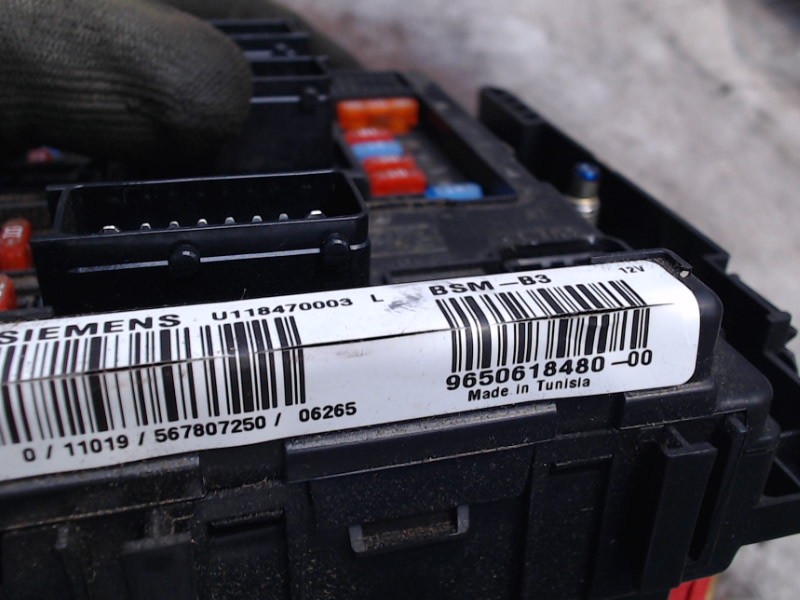 SIEMENS U118470003 L BSM-B3 12V
9650618480-00
Made in Tunisia
0/11019/567807250/ 06265